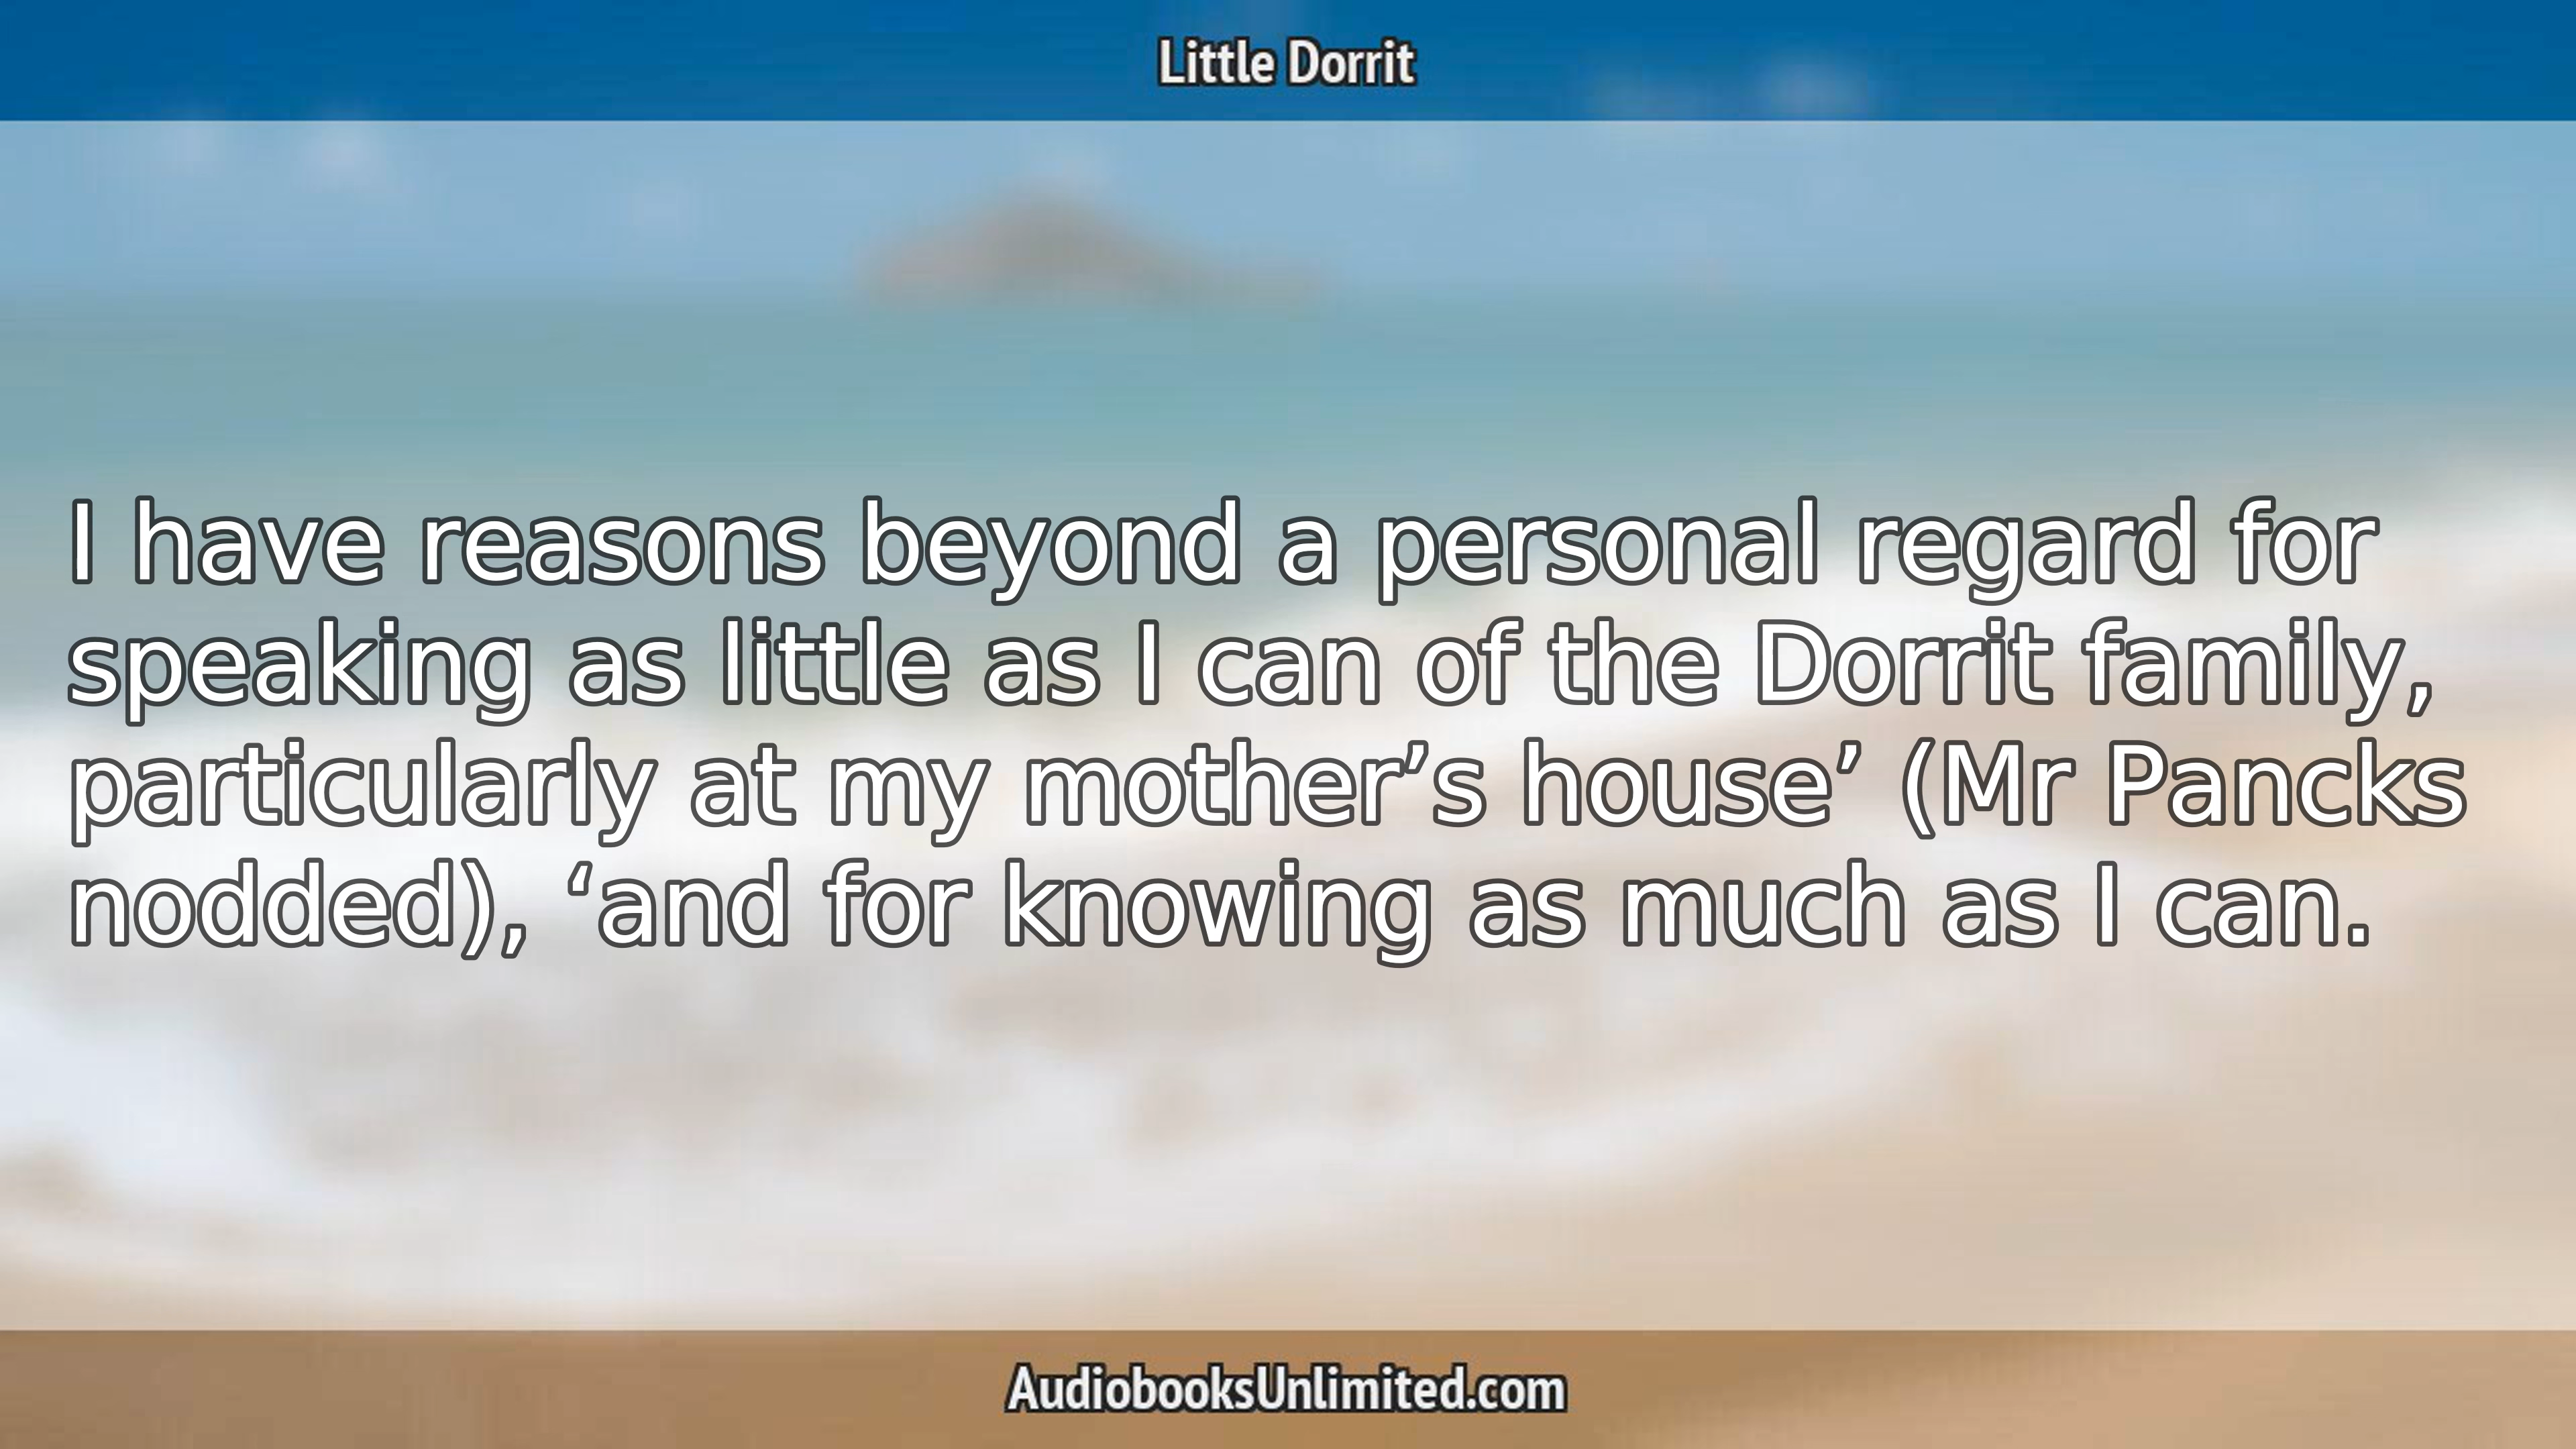 Little Dorrit
I have reasons beyond a personal regard for
speaking as little as I can of the Dorrit family,
particularly at my mother’s house’ (Mr Pancks
nodded), ‘and for knowing as much as I can.
AudiobooksUnlimited.com